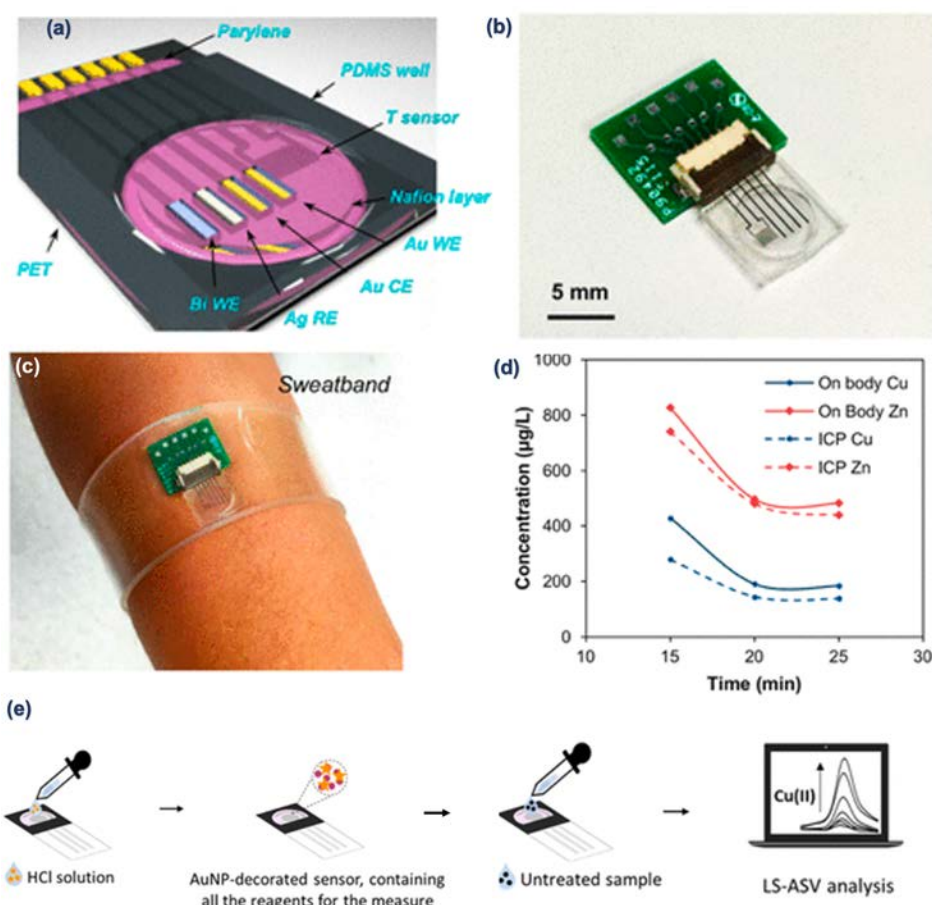 (a)
Parylene
PDMS well
T sensor
Nafion layer
Au WE
Au CE
Ag RE
Bi WE
PET
(b)
5 mm
(c)
Sweatband
(d)
Concentration (µg/L)
1000
800
600
400
200
0
10
15
20
25
30
Time (min)
On body Cu
On Body Zn
ICP Cu
ICP Zn
(e)
HCl solution
AuNP-decorated sensor, containing
all the reagents for the measure
Untreated sample
Cu(II)
LS-ASV analysis